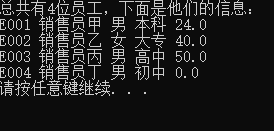 总共有4位员工，下面是他们的信息：
E001 销售员甲 男 本科 24.0
E002 销售员乙 女 大专 40.0
E003 销售员丙 男 高中 50.0
E004 销售员丁 男 初中 0.0
请按任意键继续. . .